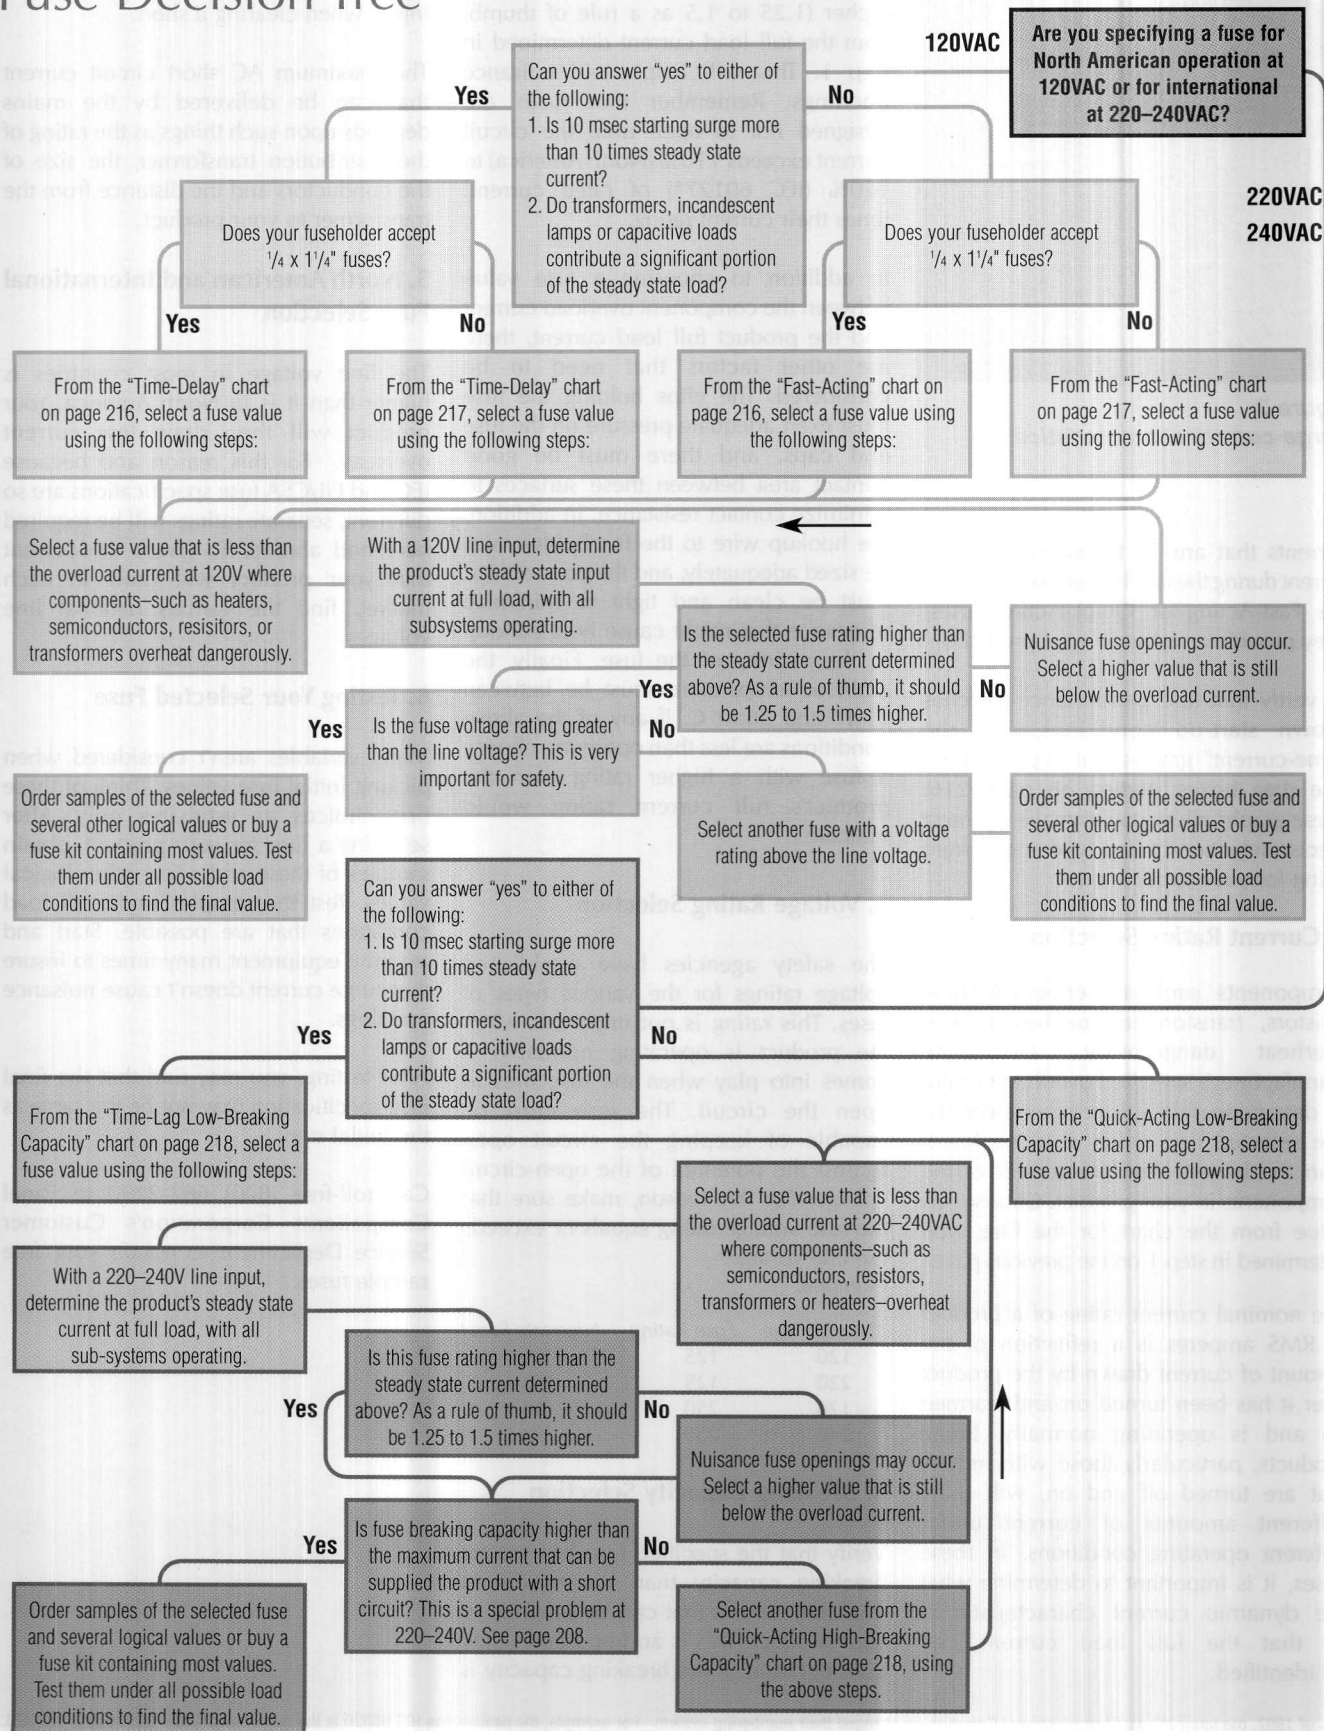 Fuse Decision Tree
120VAC
Are you specifying a fuse for
North American operation at
120VAC or for international
at 220–240VAC?
220VAC
240VAC
Can you answer “yes” to either of
the following:
1. Is 10 msec starting surge more
than 10 times steady state
current?
2. Do transformers, incandescent
lamps or capacitive loads
contribute a significant portion
of the steady state load?
Yes
No
Does your fuseholder accept
1/4 x 1 1/4" fuses?
Does your fuseholder accept
1/4 x 1 1/4" fuses?
Yes
No
Yes
No
From the “Time-Delay” chart
on page 216, select a fuse value
using the following steps:
From the “Time-Delay” chart
on page 217, select a fuse value
using the following steps:
From the “Fast-Acting” chart on
page 216, select a fuse value using
the following steps:
From the “Fast-Acting” chart
on page 217, select a fuse value
using the following steps:
Select a fuse value that is less than
the overload current at 120V where
components–such as heaters,
semiconductors, resisitors, or
transformers overheat dangerously.
With a 120V line input, determine
the product’s steady state input
current at full load, with all
subsystems operating.
Is the selected fuse rating higher than
the steady state current determined
above? As a rule of thumb, it should
be 1.25 to 1.5 times higher.
Yes
No
Nuisance fuse openings may occur.
Select a higher value that is still
below the overload current.
Is the fuse voltage rating greater
than the line voltage? This is very
important for safety.
Yes
No
Order samples of the selected fuse and
several other logical values or buy a
fuse kit containing most values. Test
them under all possible load
conditions to find the final value.
Select another fuse with a voltage
rating above the line voltage.
Order samples of the selected fuse and
several other logical values or buy a
fuse kit containing most values. Test
them under all possible load
conditions to find the final value.
Can you answer “yes” to either of
the following:
1. Is 10 msec starting surge more
than 10 times steady state
current?
2. Do transformers, incandescent
lamps or capacitive loads
contribute a significant portion
of the steady state load?
Yes
No
From the “Time-Lag Low-Breaking
Capacity” chart on page 218, select a
fuse value using the following steps:
From the “Quick-Acting Low-Breaking
Capacity” chart on page 218, select a
fuse value using the following steps:
Select a fuse value that is less than
the overload current at 220–240VAC
where components–such as
semiconductors, resistors,
transformers or heaters–overheat
dangerously.
With a 220–240V line input,
determine the product’s steady state
current at full load, with all
sub-systems operating.
Is this fuse rating higher than the
steady state current determined
above? As a rule of thumb, it should
be 1.25 to 1.5 times higher.
Yes
No
Nuisance fuse openings may occur.
Select a higher value that is still
below the overload current.
Is fuse breaking capacity higher than
the maximum current that can be
supplied the product with a short
circuit? This is a special problem at
220–240V. See page 208.
Yes
No
Order samples of the selected fuse
and several logical values or buy a
fuse kit containing most values.
Test them under all possible load
conditions to find the final value.
Select another fuse from the
“Quick-Acting High-Breaking
Capacity” chart on page 218, using
the above steps.